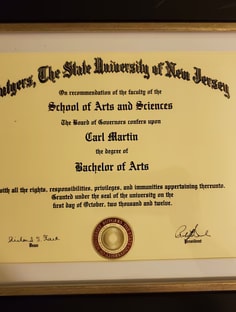 Rutgers, The State University of New Jersey
On recommendation of the faculty of the
School of Arts and Sciences
The Board of Governors confers upon
Carl Martin
the degree of
Bachelor of Arts
with all the rights, responsibilities, privileges, and immunities appertaining thereunto.
Granted under the seal of the university on the
first day of October, two thousand and twelve.
Dean
President